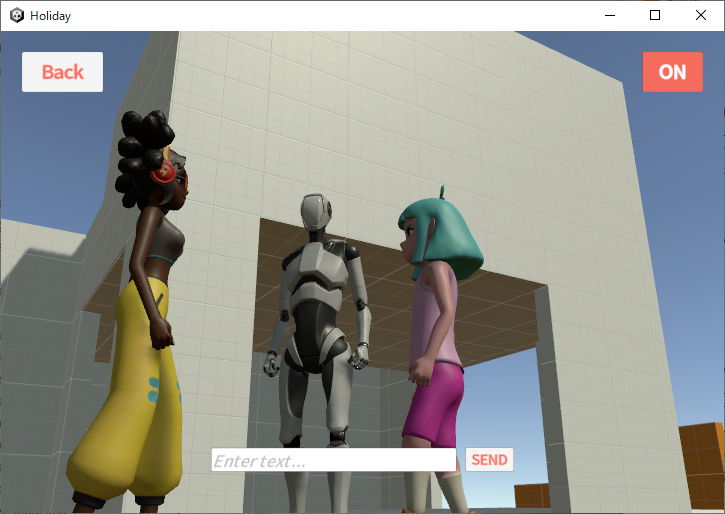 Holiday
Back
ON
Enter text...
SEND